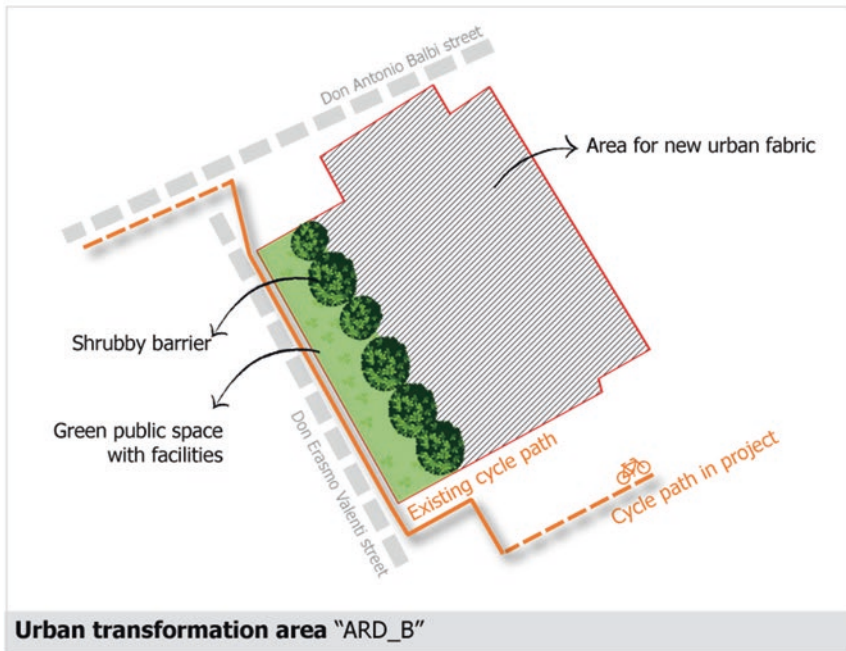 Don Antonio Balbi street
Area for new urban fabric
Shrubby barrier
Green public space
with facilities
Don Erasmo Valenti street
Existing cycle path
Cycle path in project
Urban transformation area “ARD_B”